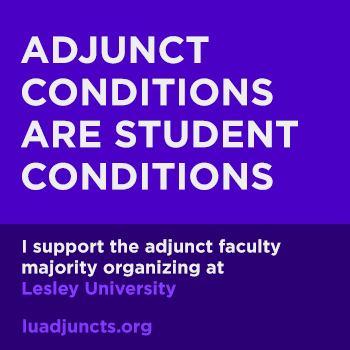 ADJUNCT
CONDITIONS
ARE STUDENT
CONDITIONS
I support the adjunct faculty
majority organizing at
Lesley University
luadjuncts.org